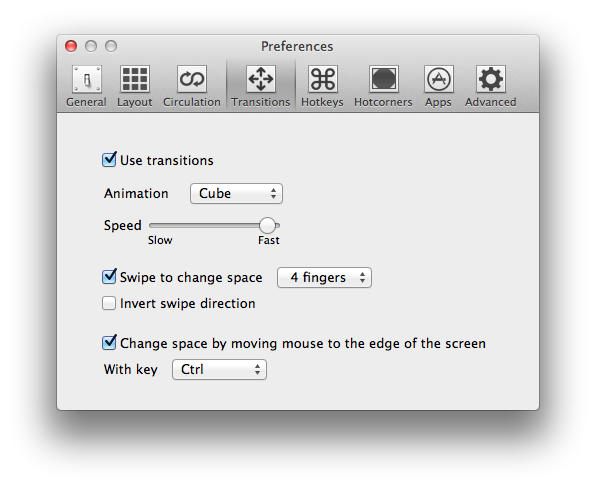 Preferences
General Layout Circulation Transitions Hotkeys Hotcorners Apps Advanced
Use transitions
Animation Cube
Speed
Slow Fast
Swipe to change space 4 fingers
Invert swipe direction
Change space by moving mouse to the edge of the screen
With key Ctrl